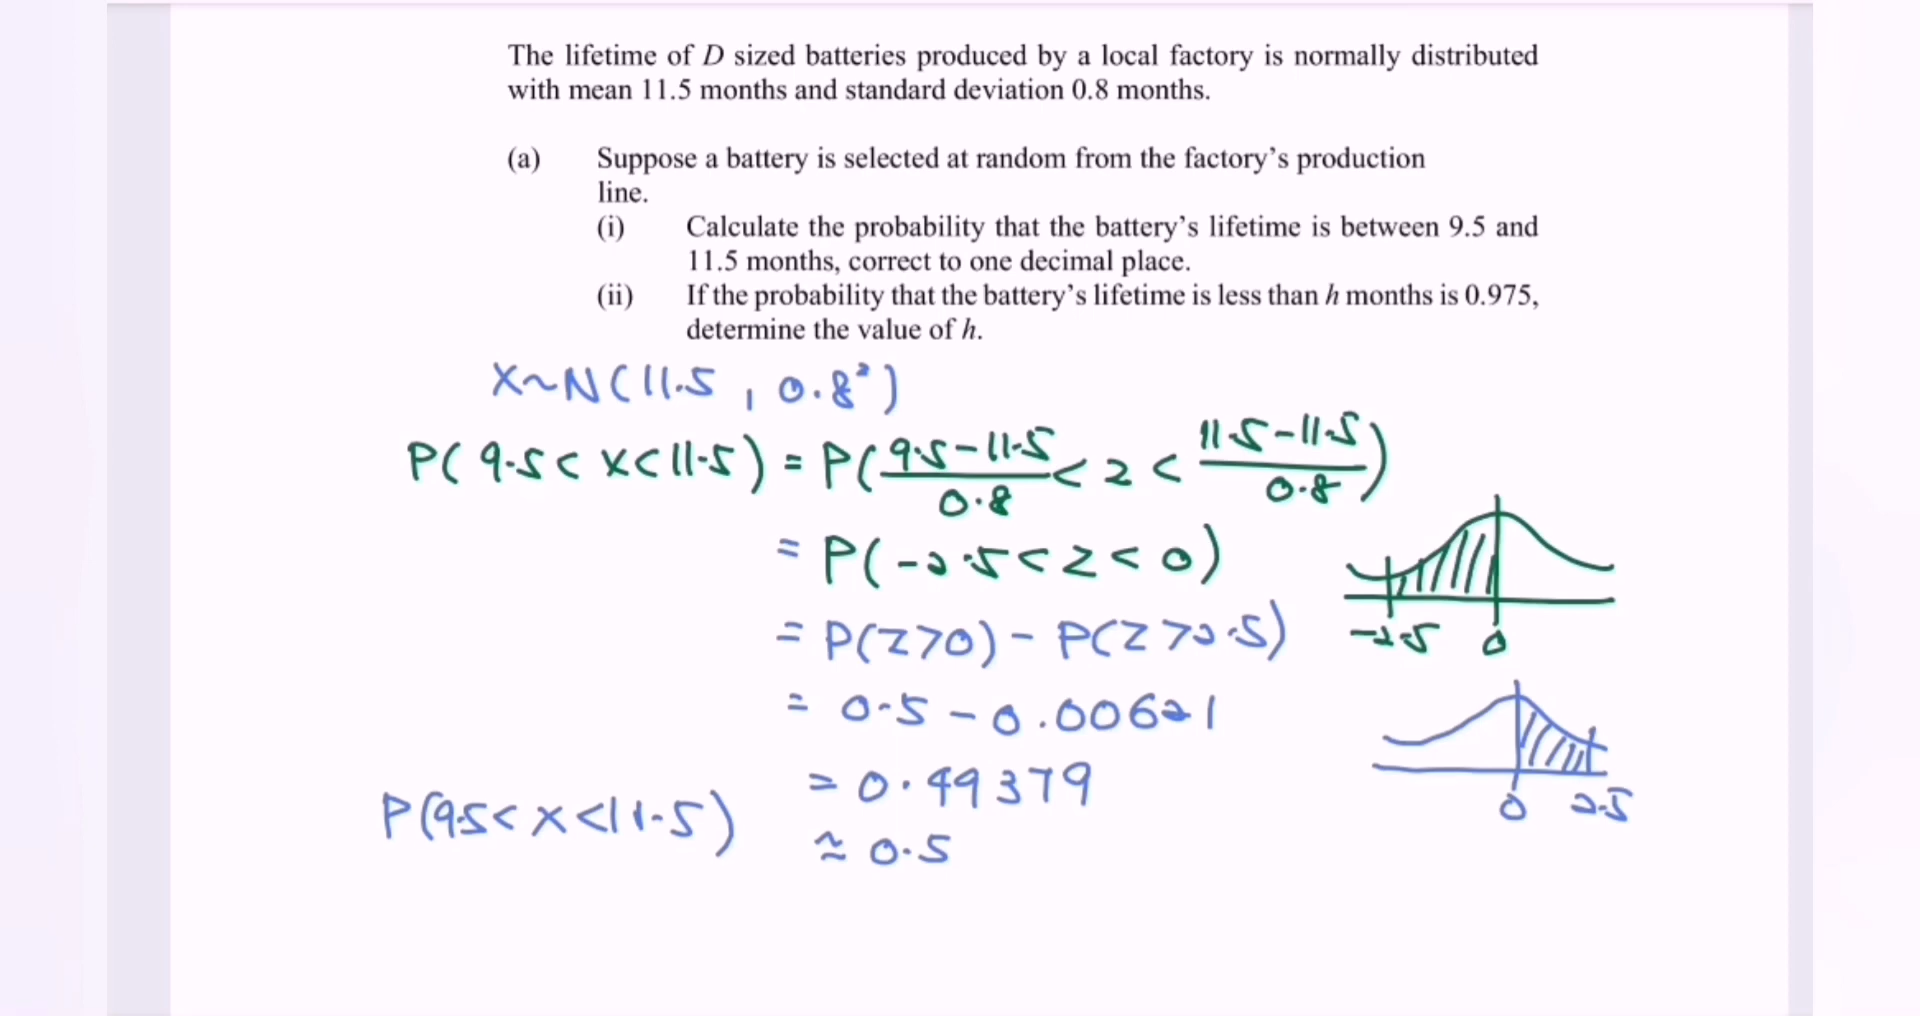 The lifetime of D sized batteries produced by a local factory is normally distributed
with mean 11.5 months and standard deviation 0.8 months.
(a) Suppose a battery is selected at random from the factory's production
line.
(i) Calculate the probability that the battery's lifetime is between 9.5 and
11.5 months, correct to one decimal place.
(ii) If the probability that the battery's lifetime is less than h months is 0.975,
determine the value of h.
X~N(11.5, 0.8²)
P(9.5 < X < 11.5) = P((9.5-11.5)/0.8 < Z < (11.5-11.5)/0.8)
= P(-2.5 < Z < 0)
-2.5 0
= P(Z>0) - P(Z>2.5)
= 0.5 - 0.00621
= 0.49379
0 2.5
P(9.5 < X < 11.5) ≈ 0.5